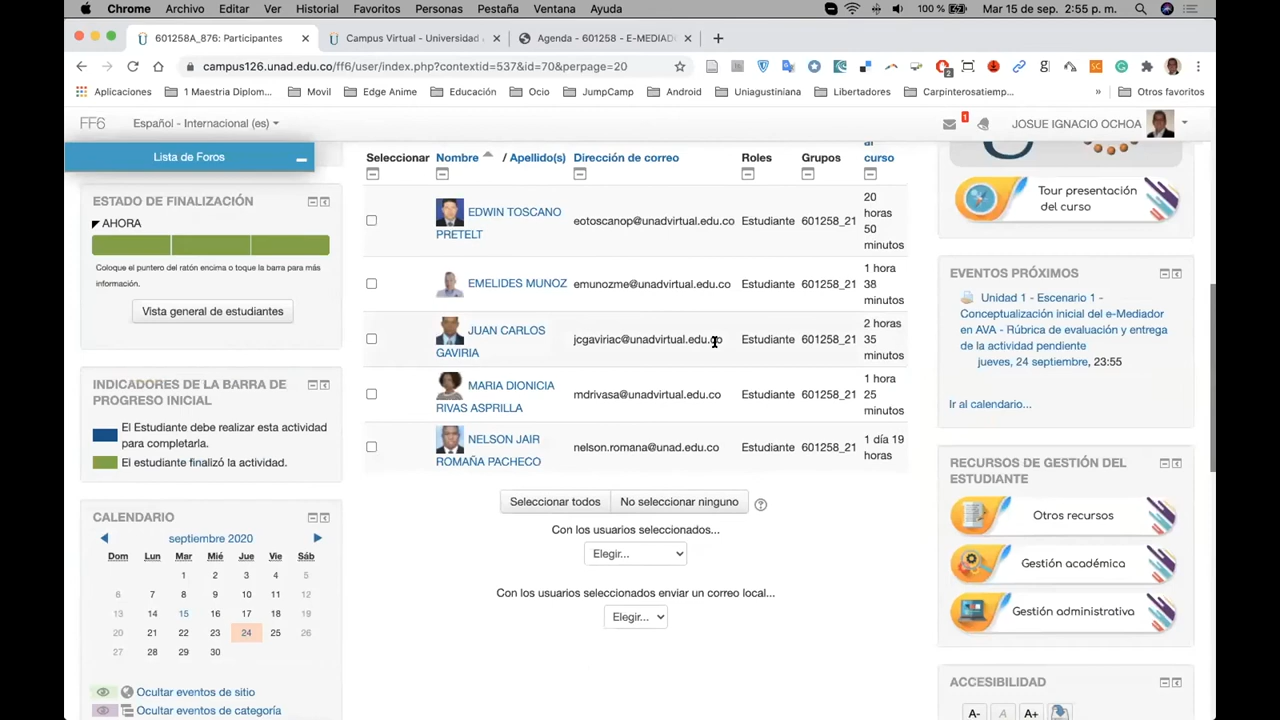 Chrome Archivo Editar Ver Historial Favoritos Personas Pestaña Ventana Ayuda 100 % Mar 15 de sep. 2:55 p. m.
601258A_876: Participantes × Campus Virtual - Universidad × Agenda - 601258 - E-MEDIAD × +
campus126.unad.edu.co/ff6/user/index.php?contextid=537&id=70&perpage=20
Aplicaciones 1 Maestria Diplom... Movil Edge Anime Educación Ocio JumpCamp Android Uniagustiniana Libertadores Carpinterosatiemp... » Otros favoritos
FF6 Español - Internacional (es) 1 JOSUE IGNACIO OCHOA
Lista de Foros
ESTADO DE FINALIZACIÓN
AHORA
Coloque el puntero del ratón encima o toque la barra para más
información.
Vista general de estudiantes
INDICADORES DE LA BARRA DE
PROGRESO INICIAL
El Estudiante debe realizar esta actividad
para completarla.
El estudiante finalizó la actividad.
CALENDARIO
septiembre 2020
Dom Lun Mar Mié Jue Vie Sáb
1 2 3 4 5
6 7 8 9 10 11 12
13 14 15 16 17 18 19
20 21 22 23 24 25 26
27 28 29 30
Ocultar eventos de sitio
Ocultar eventos de categoría
al
Seleccionar Nombre / Apellido(s) Dirección de correo Roles Grupos curso
EDWIN TOSCANO
PRETELT
eotoscanop@unadvirtual.edu.co Estudiante 601258_21
20
horas
50
minutos
EMELIDES MUNOZ emunozme@unadvirtual.edu.co Estudiante 601258_21
1 hora
38
minutos
JUAN CARLOS
GAVIRIA
jcgaviriac@unadvirtual.edu.co Estudiante 601258_21
2 horas
35
minutos
MARIA DIONICIA
RIVAS ASPRILLA
mdrivasa@unadvirtual.edu.co Estudiante 601258_21
1 hora
25
minutos
NELSON JAIR
ROMAÑA PACHECO
nelson.romana@unad.edu.co Estudiante 601258_21
1 día 19
horas
Seleccionar todos No seleccionar ninguno ?
Con los usuarios seleccionados...
Elegir...
Con los usuarios seleccionados enviar un correo local...
Elegir...
Tour presentación
del curso
EVENTOS PRÓXIMOS
Unidad 1 - Escenario 1 -
Conceptualización inicial del e-Mediador
en AVA - Rúbrica de evaluación y entrega
de la actividad pendiente
jueves, 24 septiembre, 23:55
Ir al calendario...
RECURSOS DE GESTIÓN DEL
ESTUDIANTE
Otros recursos
Gestión académica
Gestión administrativa
ACCESIBILIDAD
A- A A+